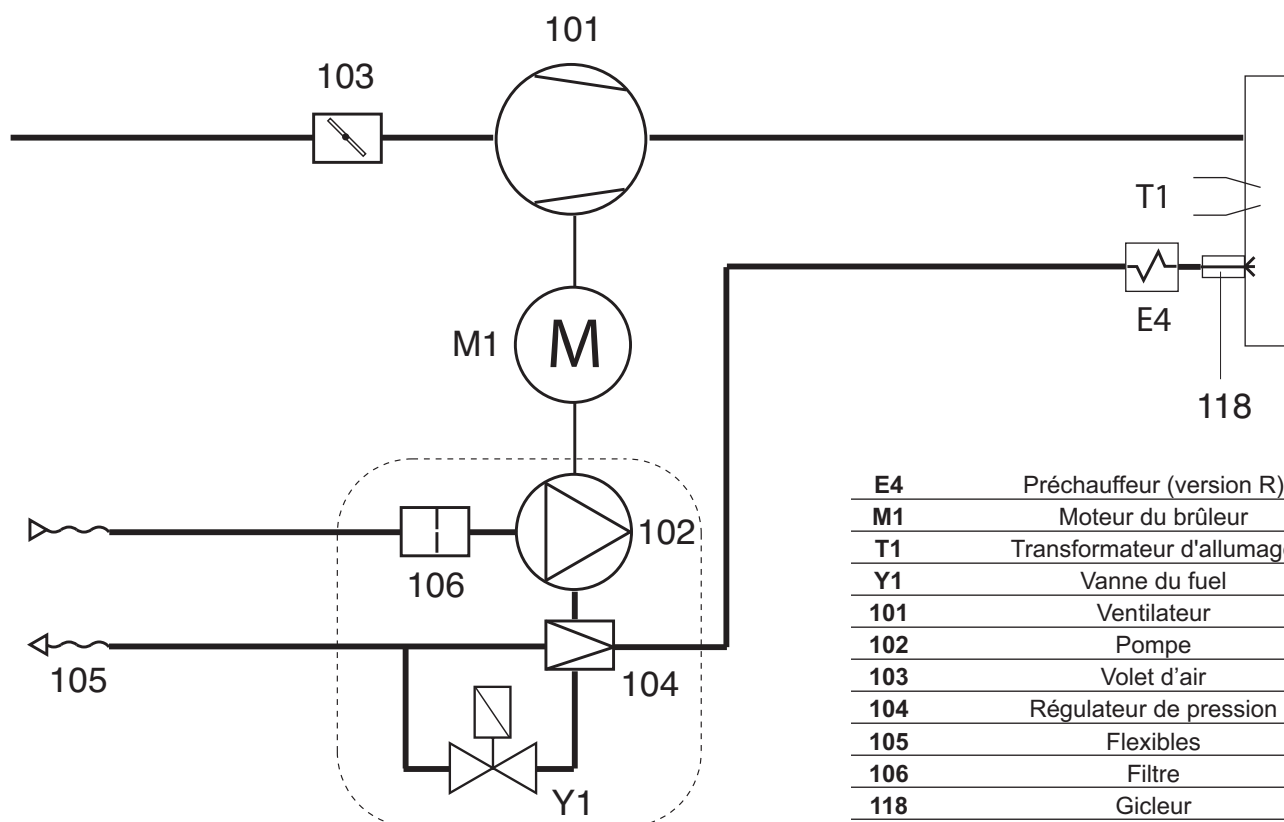 101
103
T1
E4
M1
M
118
102
106
105
104
Y1
E4 Préchauffeur (version R)
M1 Moteur du brûleur
T1 Transformateur d'allumag
Y1 Vanne du fuel
101 Ventilateur
102 Pompe
103 Volet d’air
104 Régulateur de pression
105 Flexibles
106 Filtre
118 Gicleur